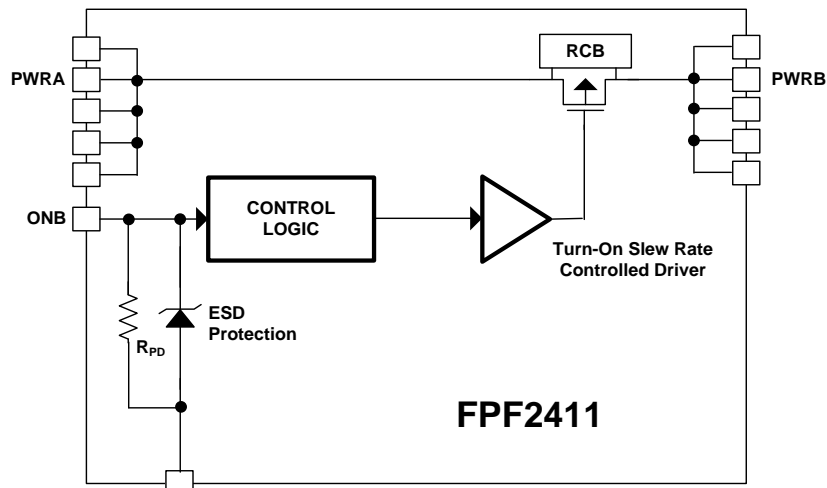 RCB
PWRA
PWRB
ONB
CONTROL
LOGIC
Turn-On Slew Rate
Controlled Driver
ESD
Protection
RPD
FPF2411